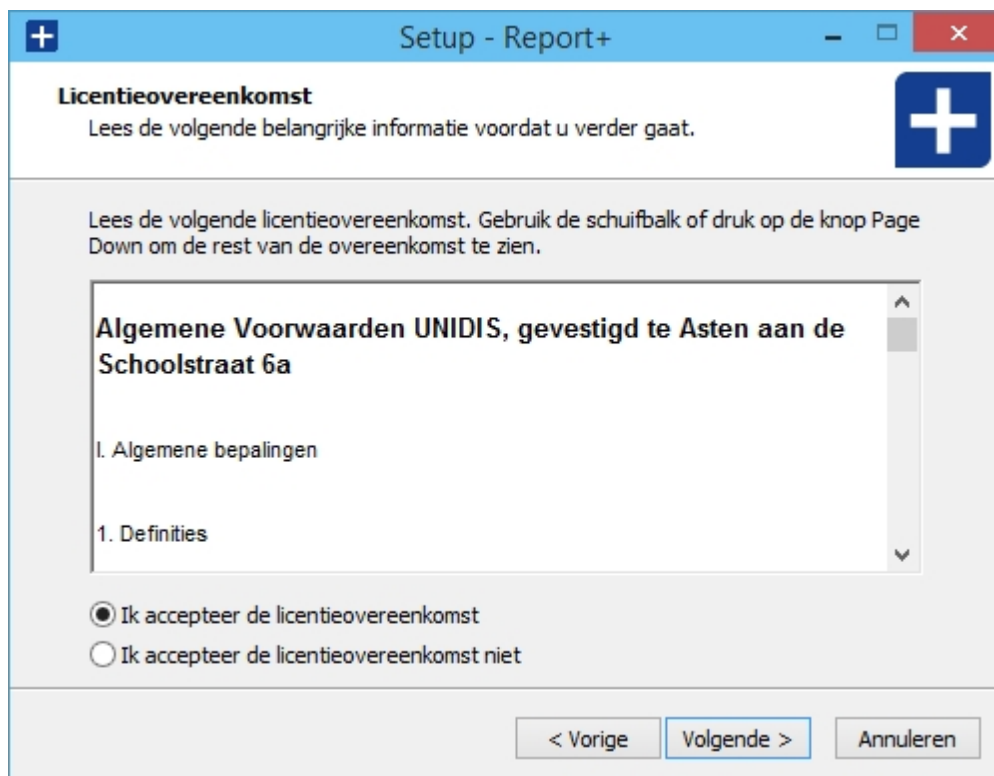 Setup - Report+
Licentieovereenkomst
Lees de volgende belangrijke informatie voordat u verder gaat.
Lees de volgende licentieovereenkomst. Gebruik de schuifbalk of druk op de knop Page
Down om de rest van de overeenkomst te zien.
Algemene Voorwaarden UNIDIS, gevestigd te Asten aan de
Schoolstraat 6a
I. Algemene bepalingen
1. Definities
Ik accepteer de licentieovereenkomst
Ik accepteer de licentieovereenkomst niet
< Vorige
Volgende >
Annuleren